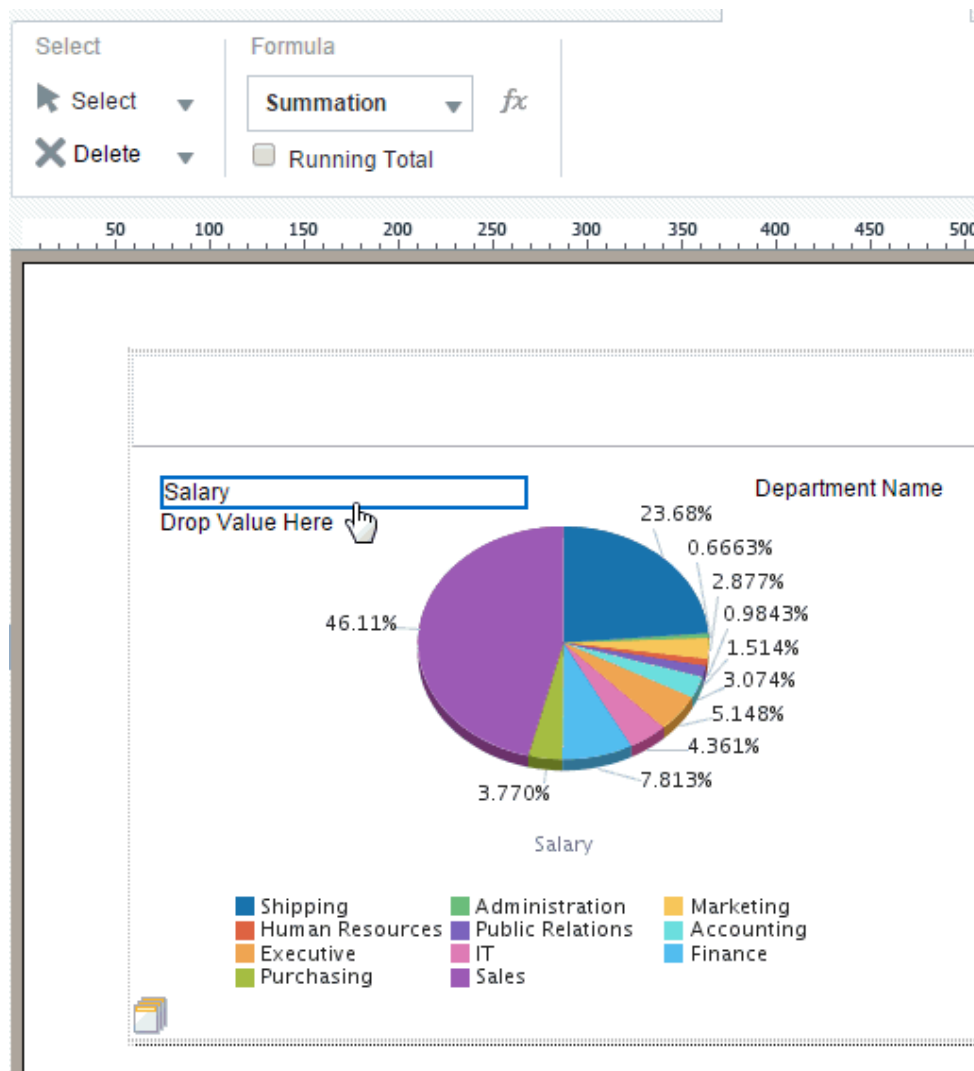 Select
Formula
Select
Summation
fx
Delete
Running Total
50 100 150 200 250 300 350 400 450 500
Salary
Department Name
Drop Value Here
23.68%
0.6663%
2.877%
0.9843%
46.11%
1.514%
3.074%
5.148%
4.361%
7.813%
3.770%
Salary
Shipping Administration Marketing
Human Resources Public Relations Accounting
Executive IT Finance
Purchasing Sales